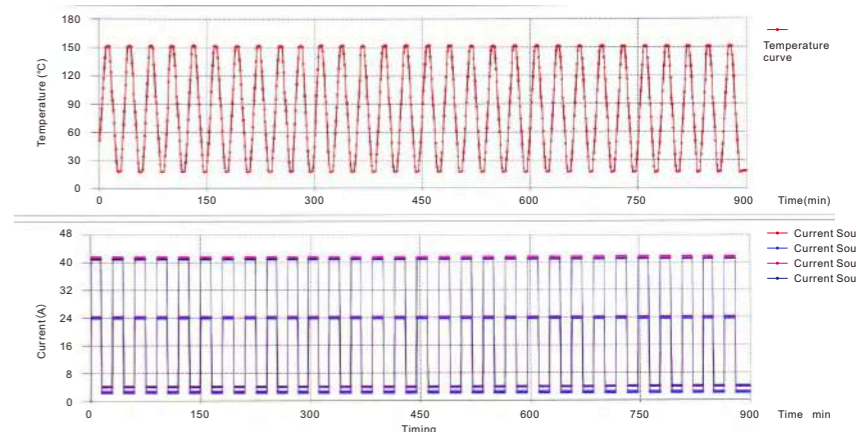 180
150
120
90
60
30
0
Temperature (°C)
0 150 300 450 600 750 900 Time(min)
Temperature
curve
48
40
32
24
16
8
0
Current(A)
0 150 300 450 600 750 900 Time min
Timing
Current Sou
Current Sou
Current Sou
Current Sou